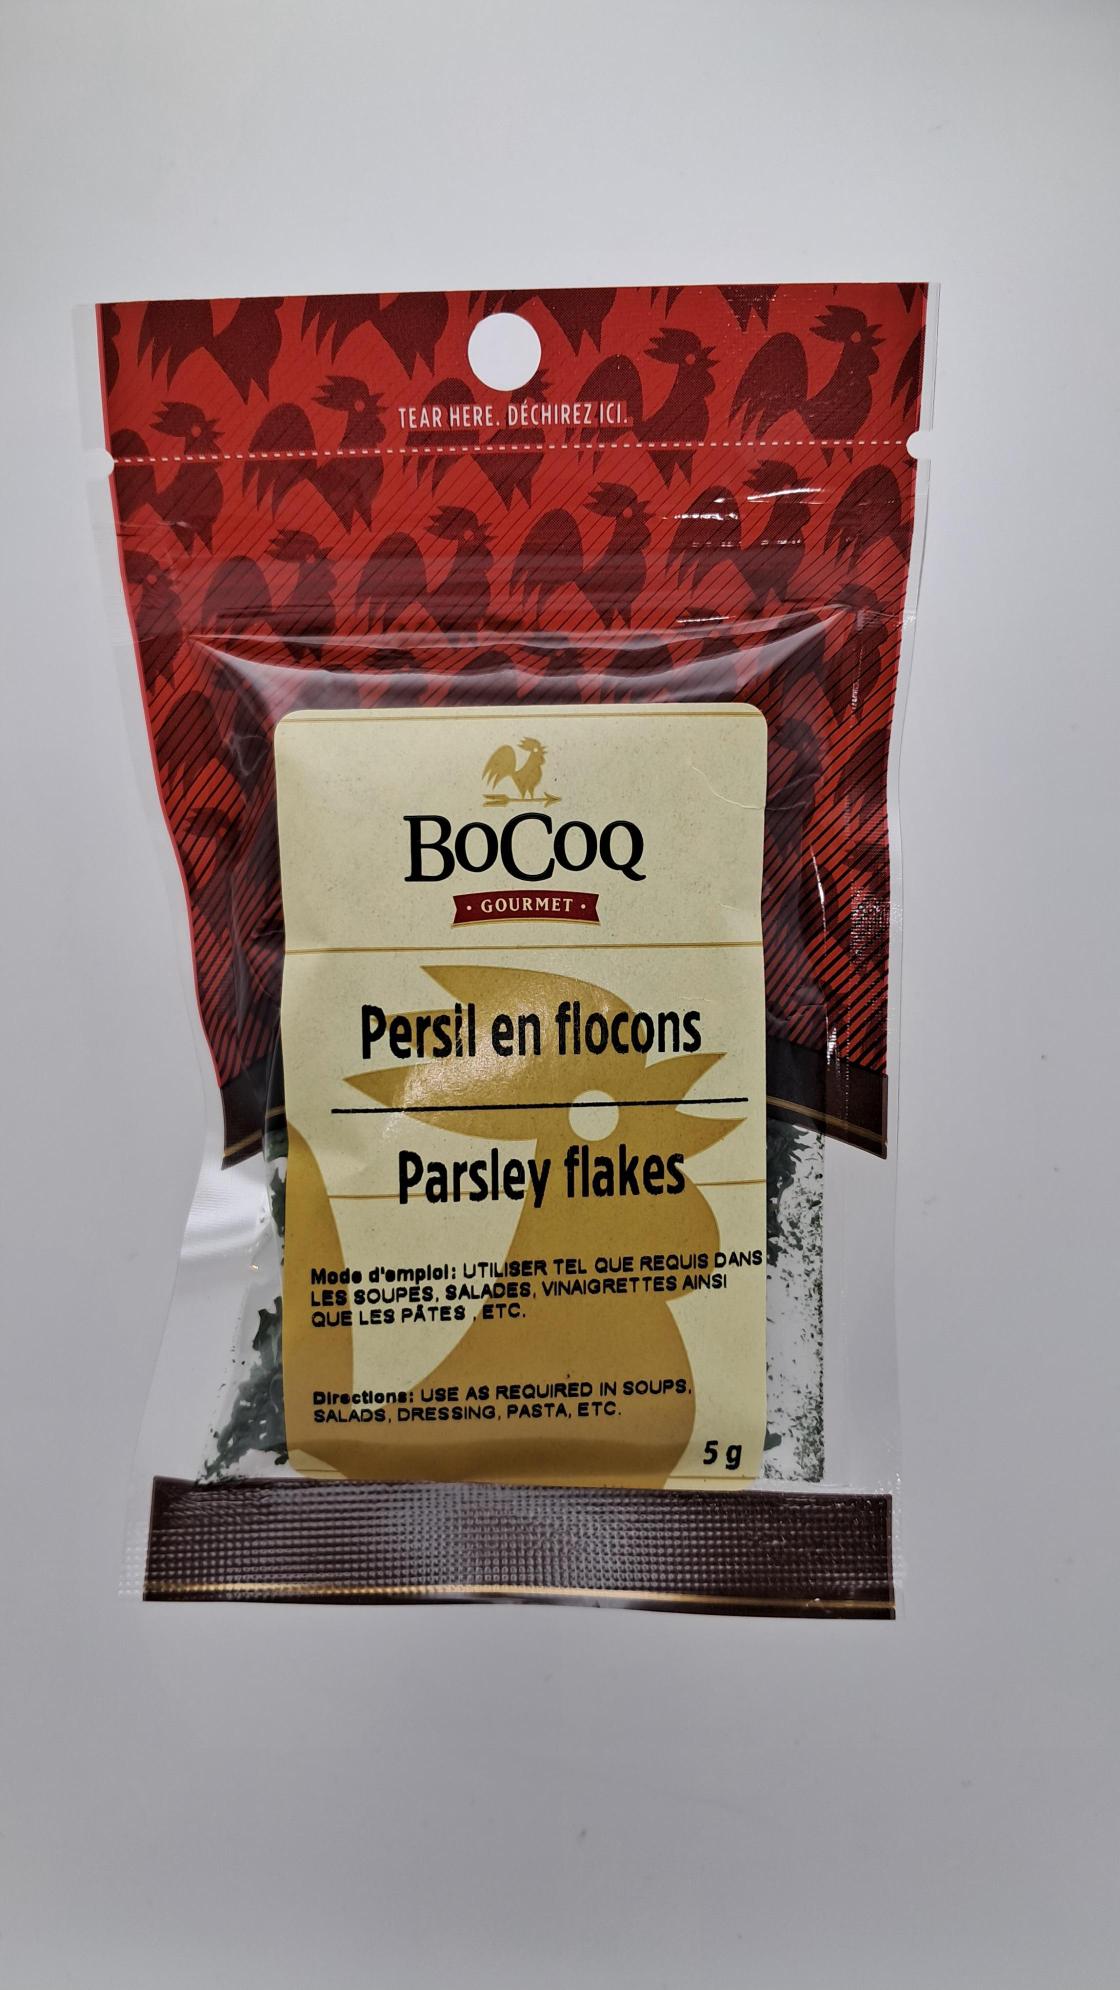 TEAR HERE. DÉCHIREZ ICI.
BOCOQ
• GOURMET •
Persil en flocons
Parsley flakes
Mode d'emploi: UTILISER TEL QUE REQUIS DANS
LES SOUPES, SALADES, VINAIGRETTES AINSI
QUE LES PÂTES , ETC.
Directions: USE AS REQUIRED IN SOUPS,
SALADS, DRESSING, PASTA, ETC.
5 g